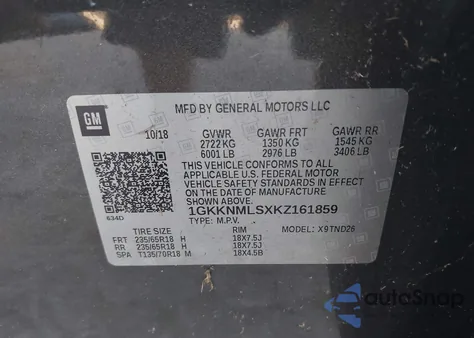 GM
MFD BY GENERAL MOTORS LLC
10/18 GVWR GAWR FRT GAWR RR
2722 KG 1350 KG 1545 KG
6001 LB 2976 LB 3406 LB
THIS VEHICLE CONFORMS TO ALL
APPLICABLE U.S. FEDERAL MOTOR
VEHICLE SAFETY STANDARDS IN EFFECT
ON THE DATE OF MANUFACTURE
SHOWN ABOVE.
1GKKNMLSXKZ161859
834D
TYPE: M.P.V. MODEL: X9TND26
TIRE SIZE RIM
FRT 235/65R18 H 18X7.5J
RR 235/65R18 H 18X7.5J
SPA T135/70R18 M 18X4.5B
autoSnap